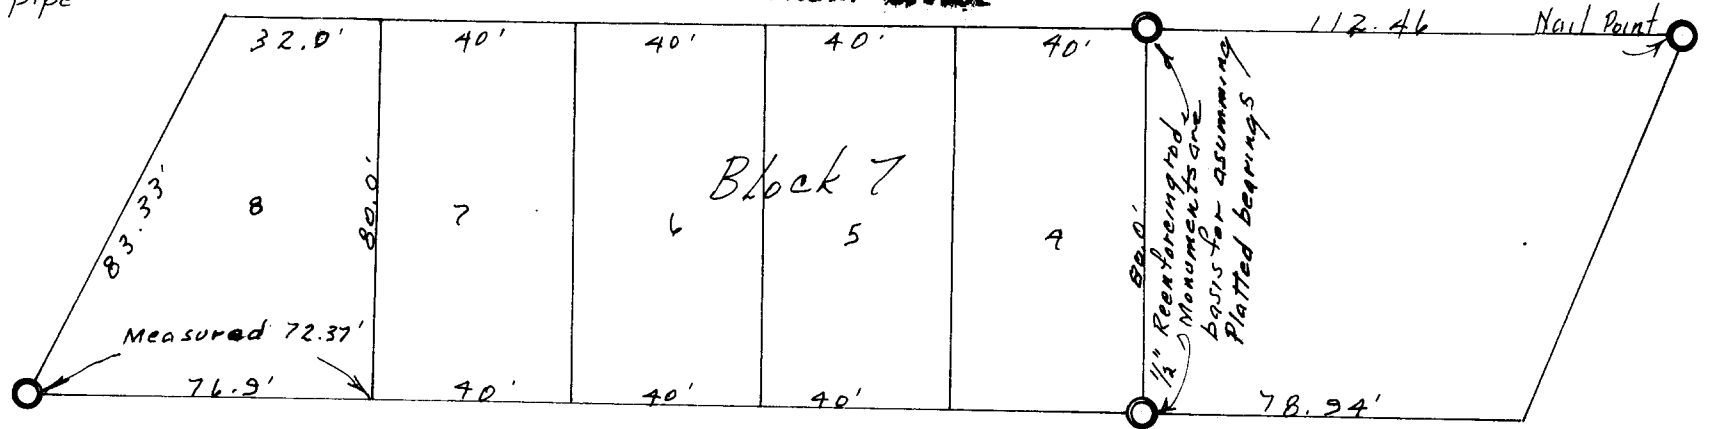 pipe
32.0'
40'
40'
40'
40'
112.46
Nail Point
83.33'
8
80.0'
7
Block 7
6
5
4
80.0'
1/2" Reenforcing rod
Monuments are
basis for asumming
Platted bearings
Measured 72.37'
76.9'
40'
40'
40'
78.94'